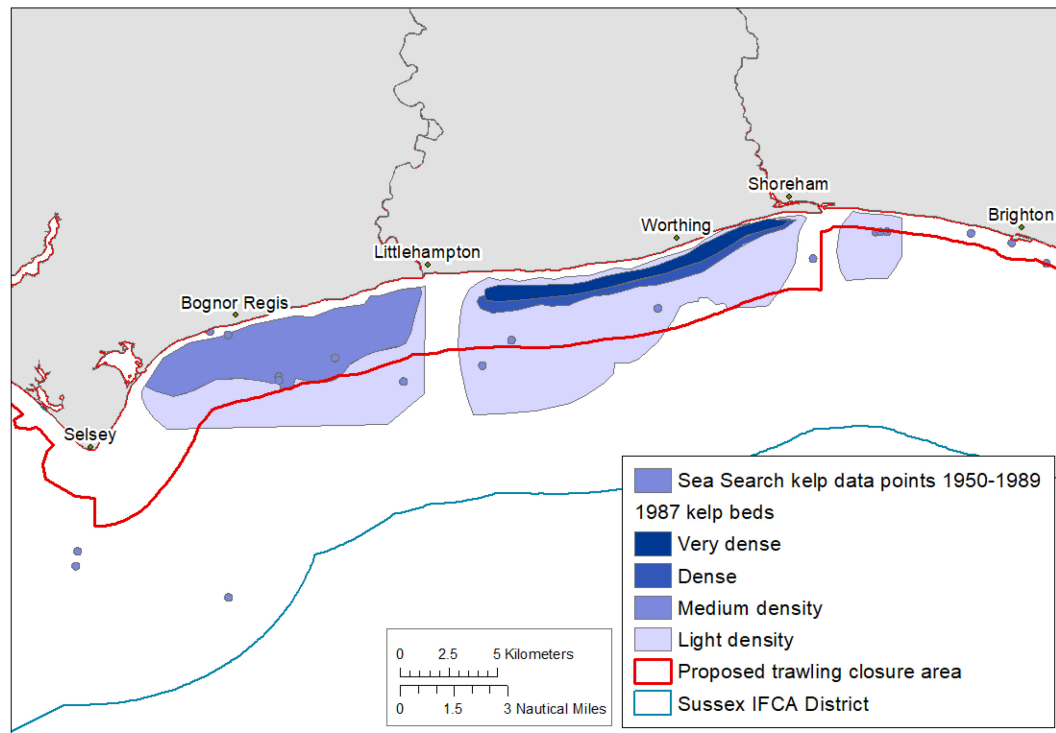 Shoreham
Brighton
Worthing
Littlehampton
Bognor Regis
Selsey
Sea Search kelp data points 1950-1989
1987 kelp beds
Very dense
Dense
Medium density
Light density
Proposed trawling closure area
Sussex IFCA District
0 2.5 5 Kilometers
0 1.5 3 Nautical Miles